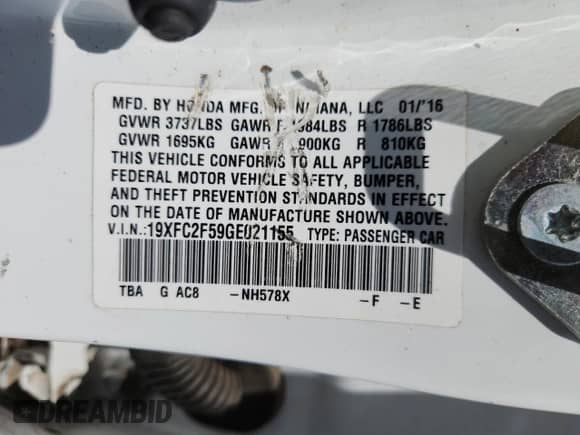 MFD. BY HONDA MFG. OF INDIANA, LLC 01/'16
GVWR 3737LBS GAWR F 1984LBS R 1786LBS
GVWR 1695KG GAWR F 900KG R 810KG
THIS VEHICLE CONFORMS TO ALL APPLICABLE
FEDERAL MOTOR VEHICLE SAFETY, BUMPER,
AND THEFT PREVENTION STANDARDS IN EFFECT
ON THE DATE OF MANUFACTURE SHOWN ABOVE.
V.I.N.:19XFC2F59GE021155 TYPE: PASSENGER CAR
TBA G AC8 -NH578X -F -E
DREAMBID